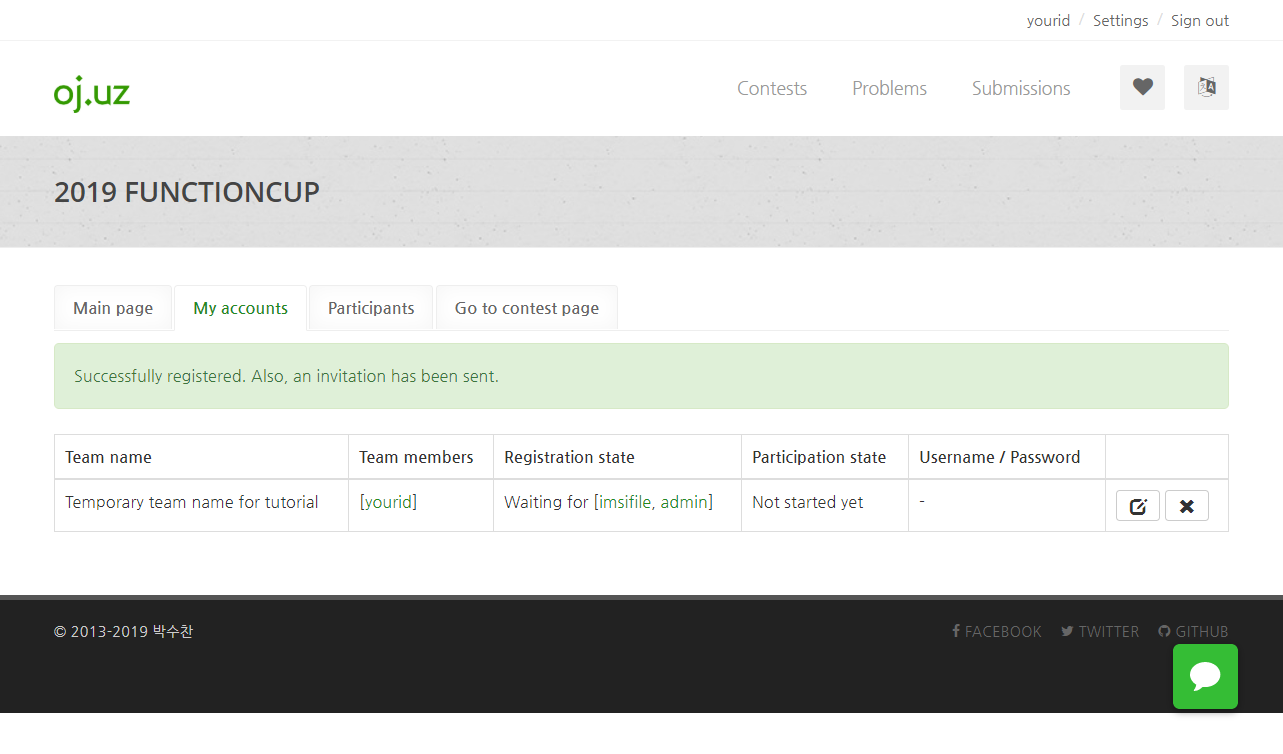 yourid / Settings / Sign out
oj.uz
Contests Problems Submissions
2019 FUNCTIONCUP
Main page My accounts Participants Go to contest page
Successfully registered. Also, an invitation has been sent.
Team name Team members Registration state Participation state Username / Password
Temporary team name for tutorial [yourid] Waiting for [imsifile, admin] Not started yet -
© 2013-2019 박수찬 FACEBOOK TWITTER GITHUB